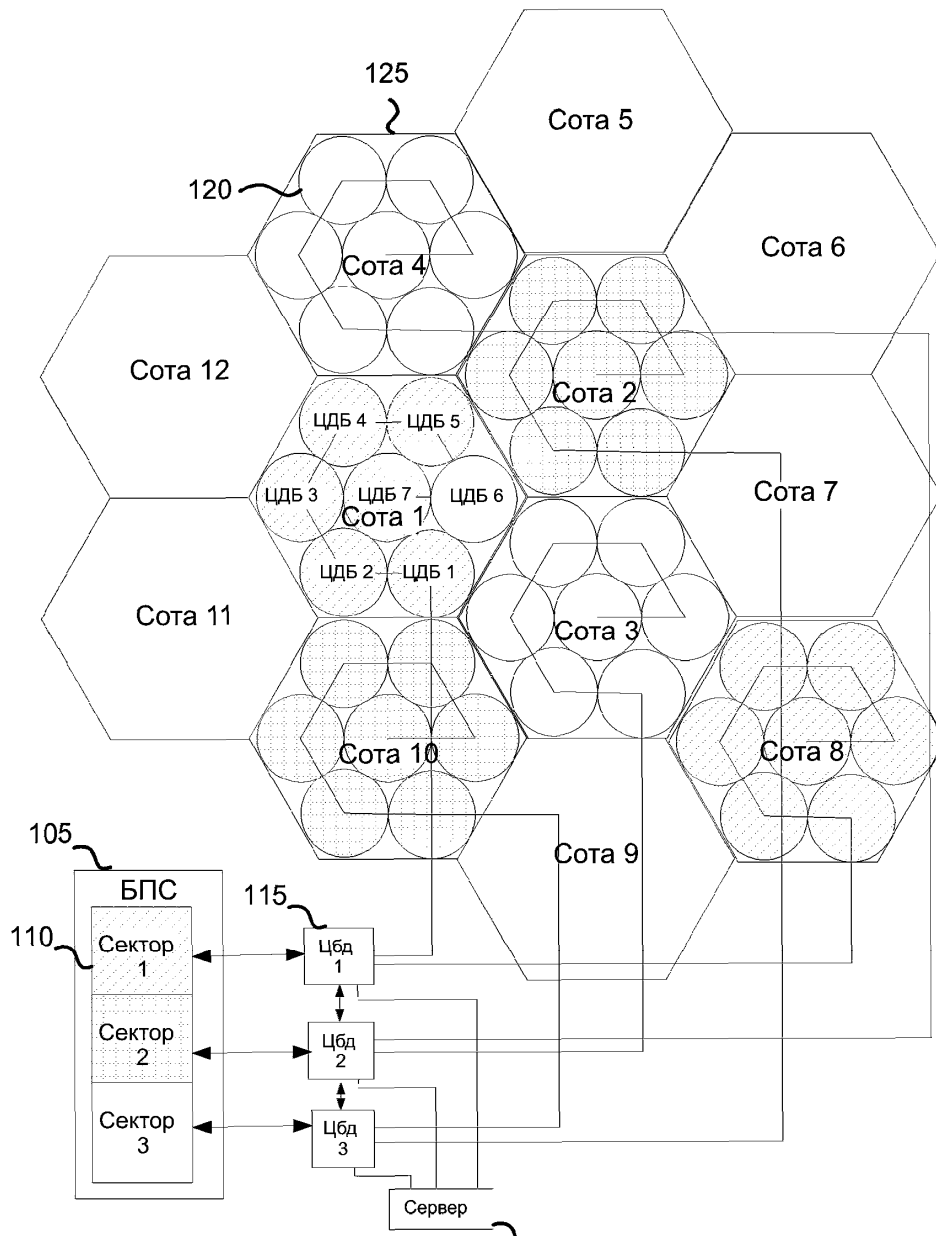 125
Сота 5
120
Сота 4
Сота 6
Сота 12
Сота 2
ЦДБ 4
ЦДБ 5
ЦДБ 3
ЦДБ 7
ЦДБ 6
Сота 1
Сота 7
ЦДБ 2
ЦДБ 1
Сота 11
Сота 3
Сота 10
Сота 8
Сота 9
105
БПС
115
110
Сектор
1
Цбд
1
Сектор
2
Цбд
2
Сектор
3
Цбд
3
Сервер